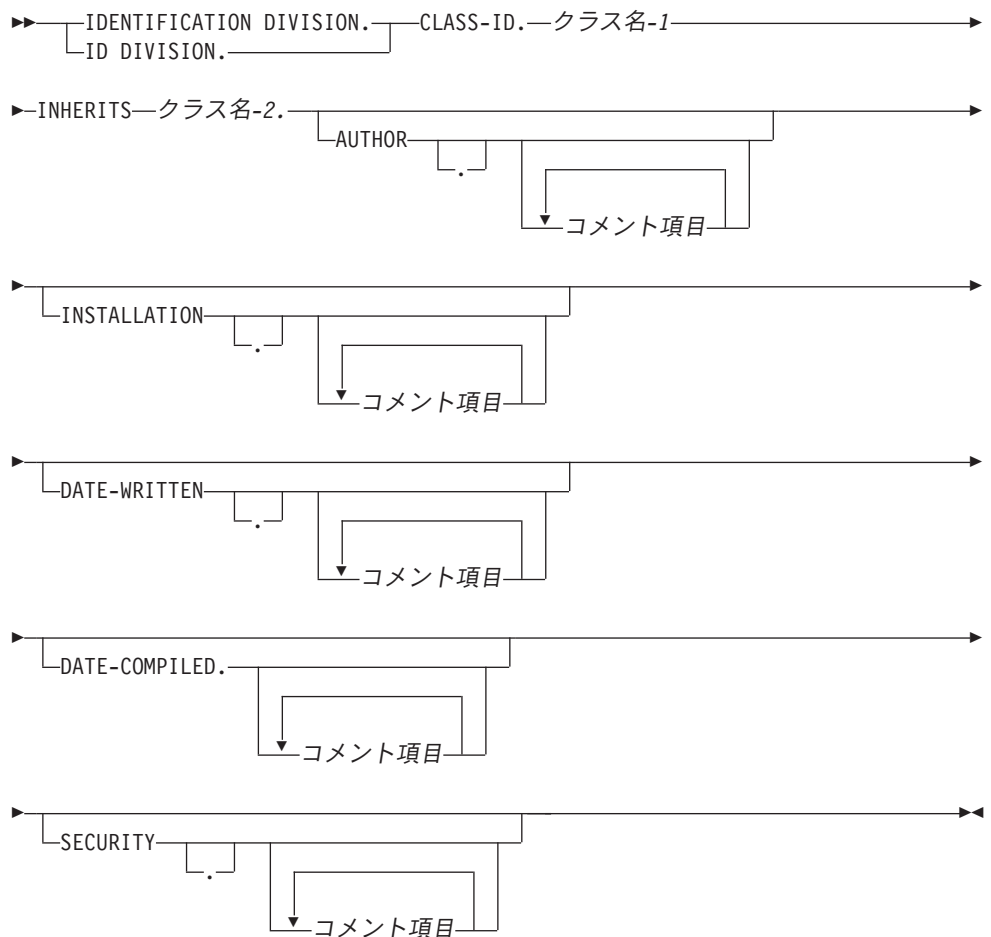 IDENTIFICATION DIVISION. CLASS-ID. クラス名-1
ID DIVISION.
INHERITS クラス名-2.
AUTHOR
.
コメント項目
INSTALLATION
.
コメント項目
DATE-WRITTEN
.
コメント項目
DATE-COMPILED.
コメント項目
SECURITY
.
コメント項目